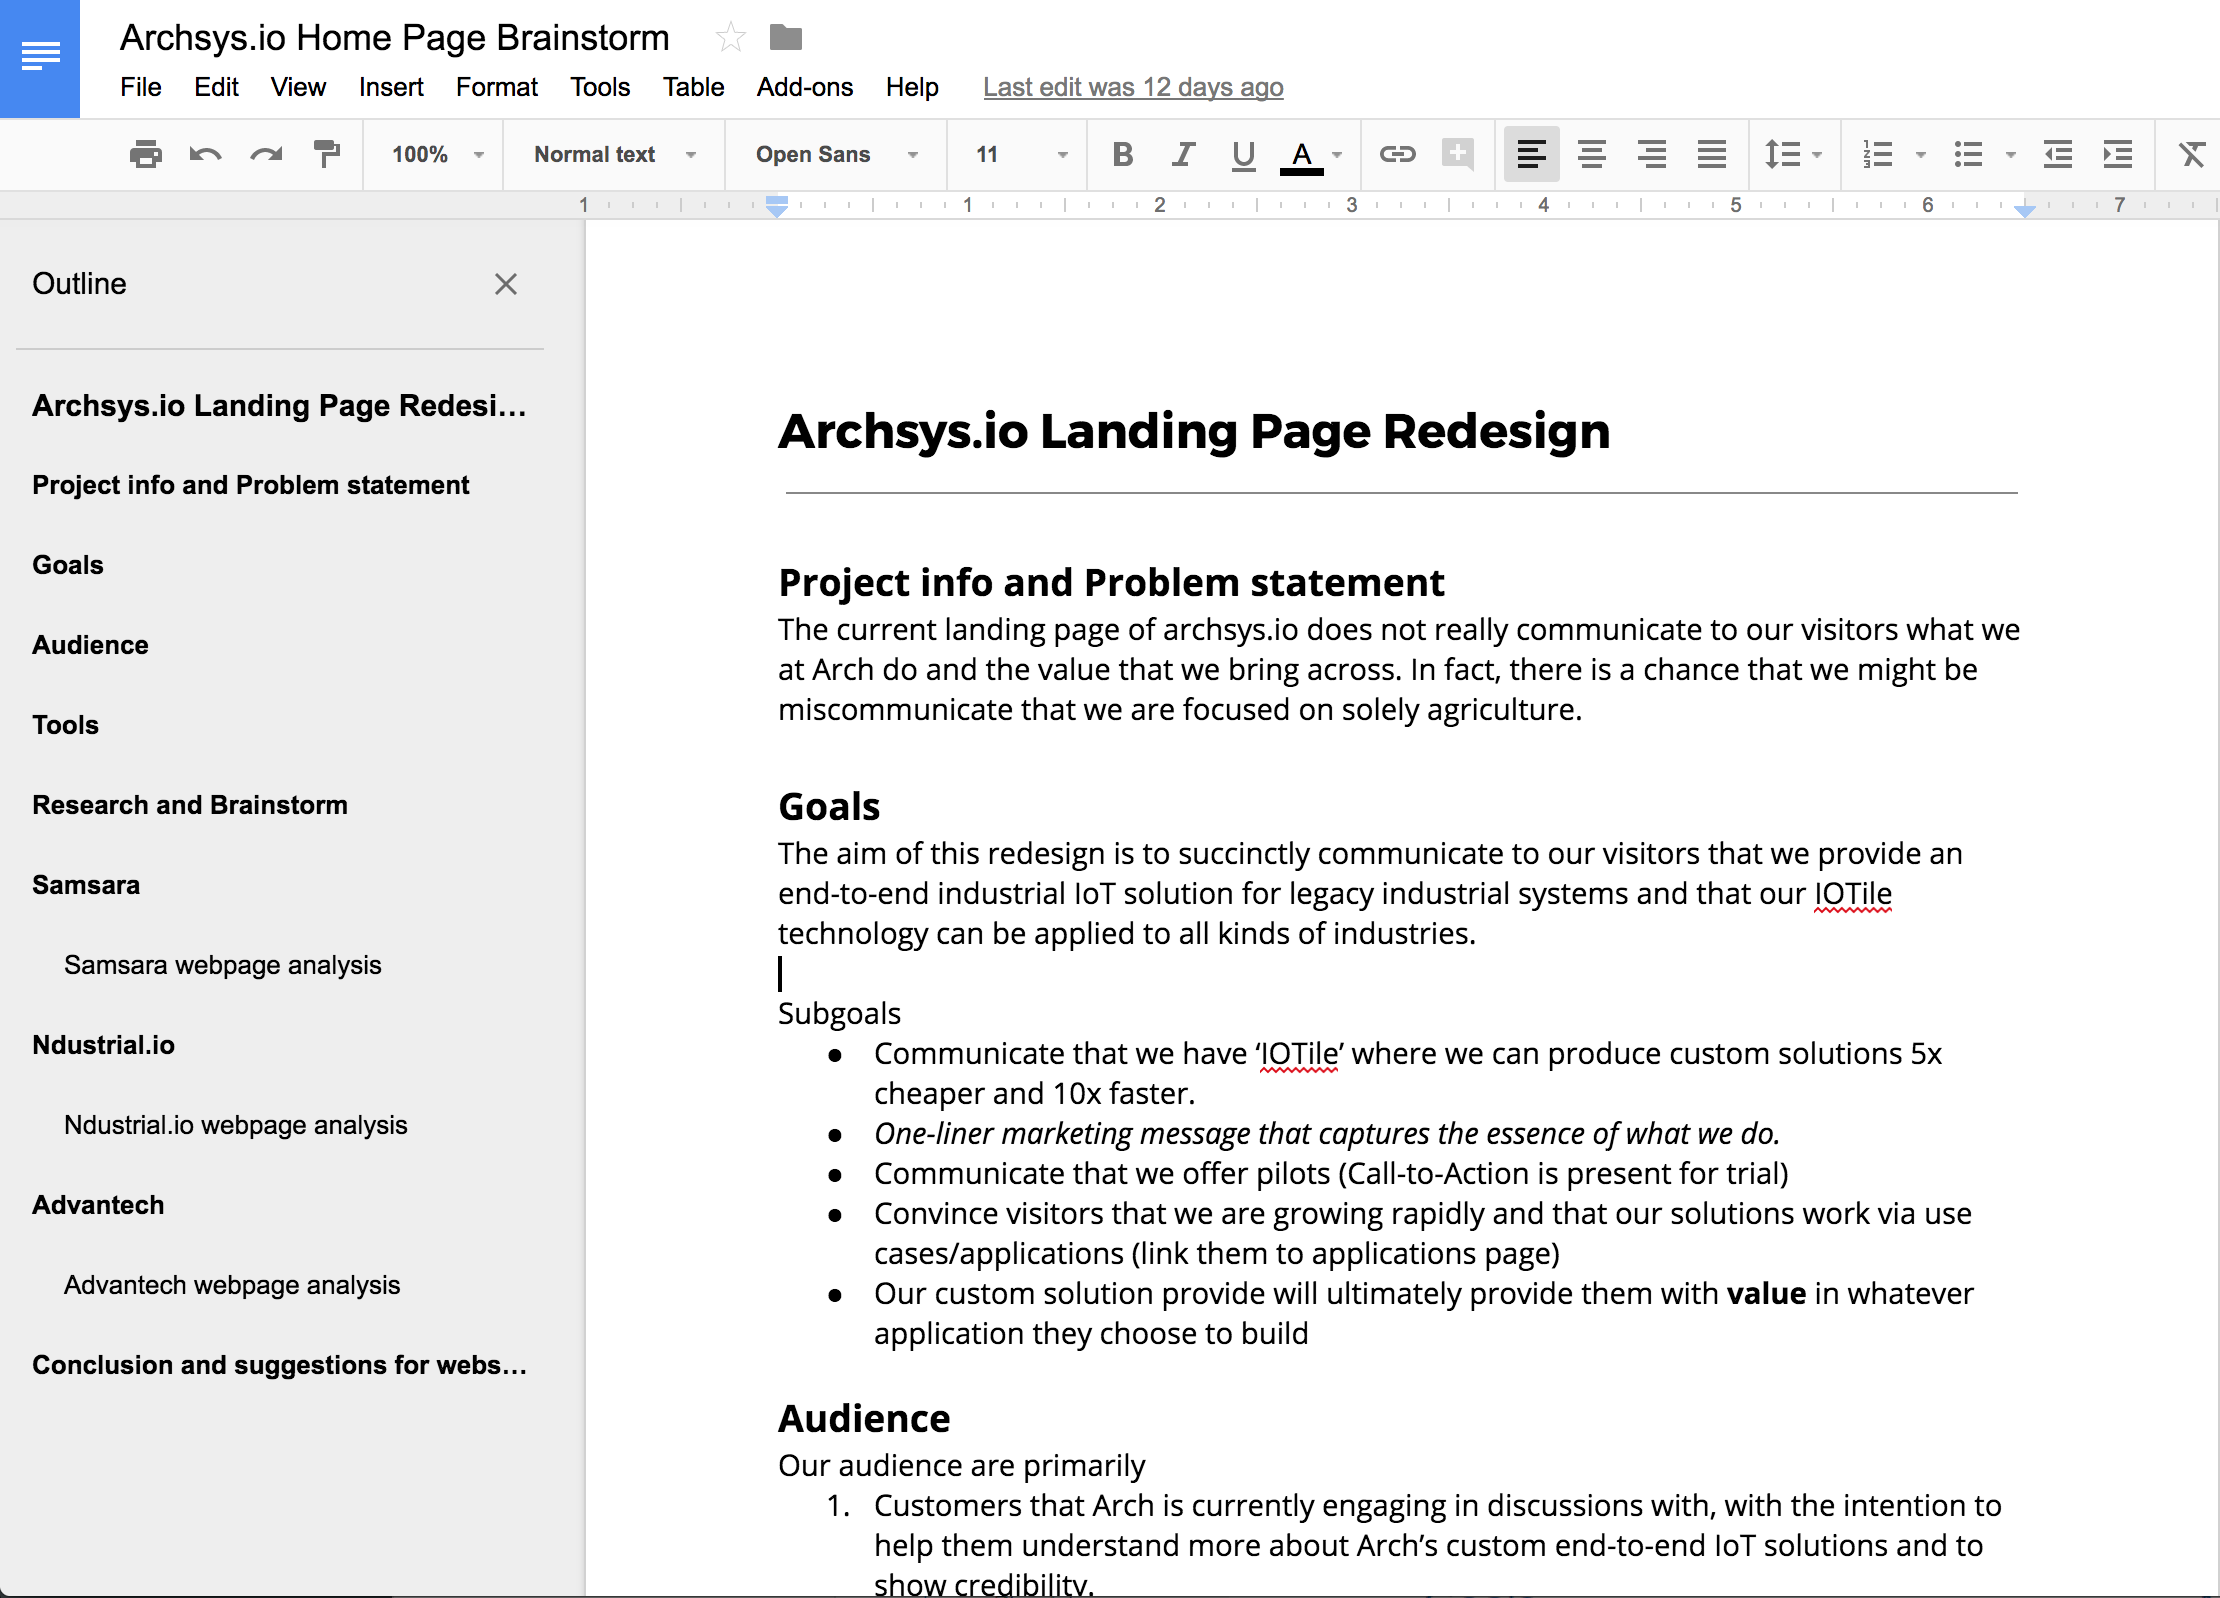 Archsys.io Home Page Brainstorm
File Edit View Insert Format Tools Table Add-ons Help Last edit was 12 days ago
100% Normal text Open Sans 11 B I U A
1 1 2 3 4 5 6 7
Outline
Archsys.io Landing Page Redesi...
Project info and Problem statement
Goals
Audience
Tools
Research and Brainstorm
Samsara
Samsara webpage analysis
Ndustrial.io
Ndustrial.io webpage analysis
Advantech
Advantech webpage analysis
Conclusion and suggestions for webs...
Archsys.io Landing Page Redesign
Project info and Problem statement
The current landing page of archsys.io does not really communicate to our visitors what we
at Arch do and the value that we bring across. In fact, there is a chance that we might be
miscommunicate that we are focused on solely agriculture.
Goals
The aim of this redesign is to succinctly communicate to our visitors that we provide an
end-to-end industrial IoT solution for legacy industrial systems and that our IOTile
technology can be applied to all kinds of industries.
Subgoals
● Communicate that we have ‘IOTile’ where we can produce custom solutions 5x
cheaper and 10x faster.
● One-liner marketing message that captures the essence of what we do.
● Communicate that we offer pilots (Call-to-Action is present for trial)
● Convince visitors that we are growing rapidly and that our solutions work via use
cases/applications (link them to applications page)
● Our custom solution provide will ultimately provide them with value in whatever
application they choose to build
Audience
Our audience are primarily
1. Customers that Arch is currently engaging in discussions with, with the intention to
help them understand more about Arch’s custom end-to-end IoT solutions and to
show credibility.